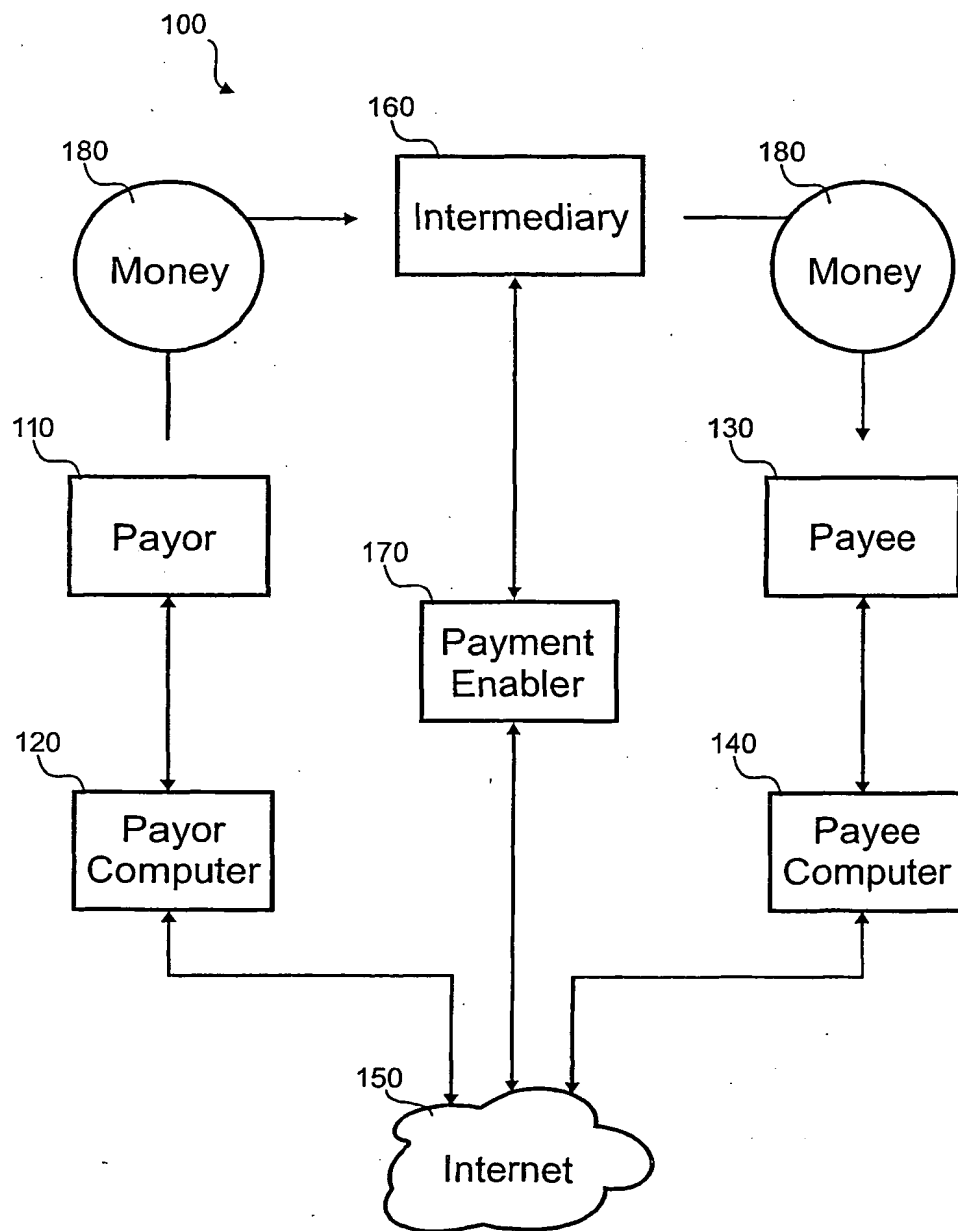 100
160
180
180
Intermediary
Money
Money
110
130
Payor
170
Payee
Payment
Enabler
120
140
Payor
Computer
Payee
Computer
150
Internet